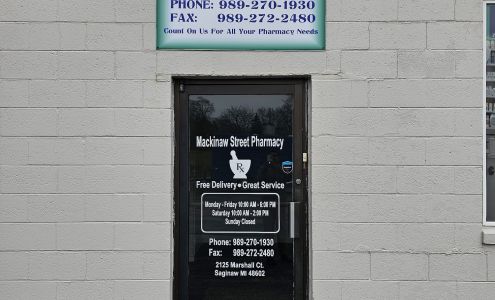 PHONE: 989-270-1930
FAX: 989-272-2480
Count On Us For All Your Pharmacy Needs
Mackinaw Street Pharmacy
Rx
Free Delivery • Great Service
Monday - Friday 10:00 AM - 6:00 PM
Saturday 10:00 AM - 2:00 PM
Sunday Closed
Phone: 989-270-1930
Fax: 989-272-2480
2125 Marshall Ct.
Saginaw MI 48602